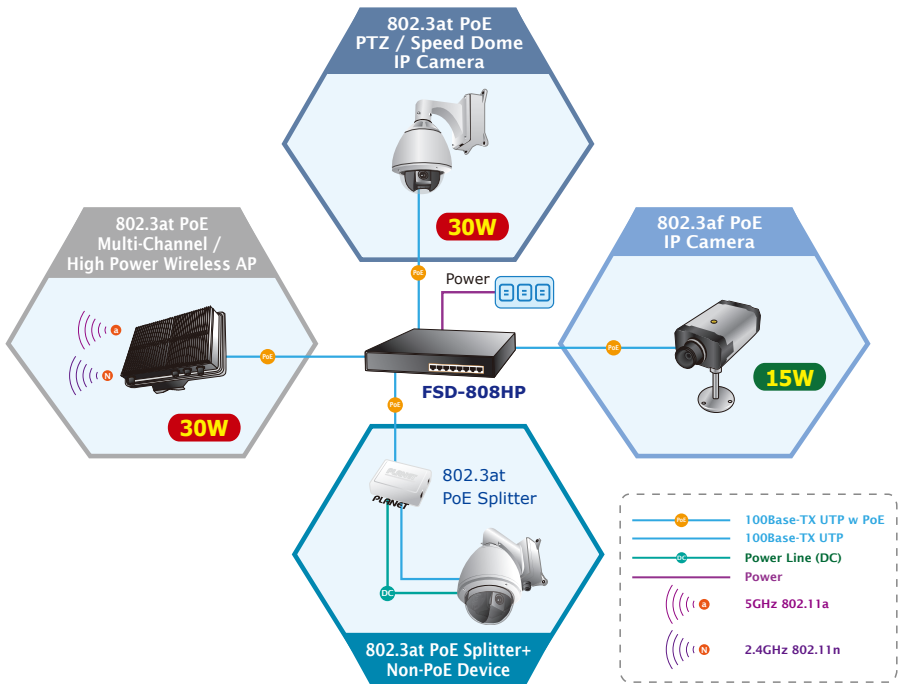 802.3at PoE
PTZ / Speed Dome
IP Camera
30W
802.3at PoE
Multi-Channel /
High Power Wireless AP
a
N
PoE
30W
PoE
Power
FSD-808HP
802.3af PoE
IP Camera
PoE
15W
PoE
802.3at
PoE Splitter
PLANET
PLANET
DC
802.3at PoE Splitter+
Non-PoE Device
PoE
100Base-TX UTP w PoE
100Base-TX UTP
DC
Power Line (DC)
Power
a
5GHz 802.11a
N
2.4GHz 802.11n